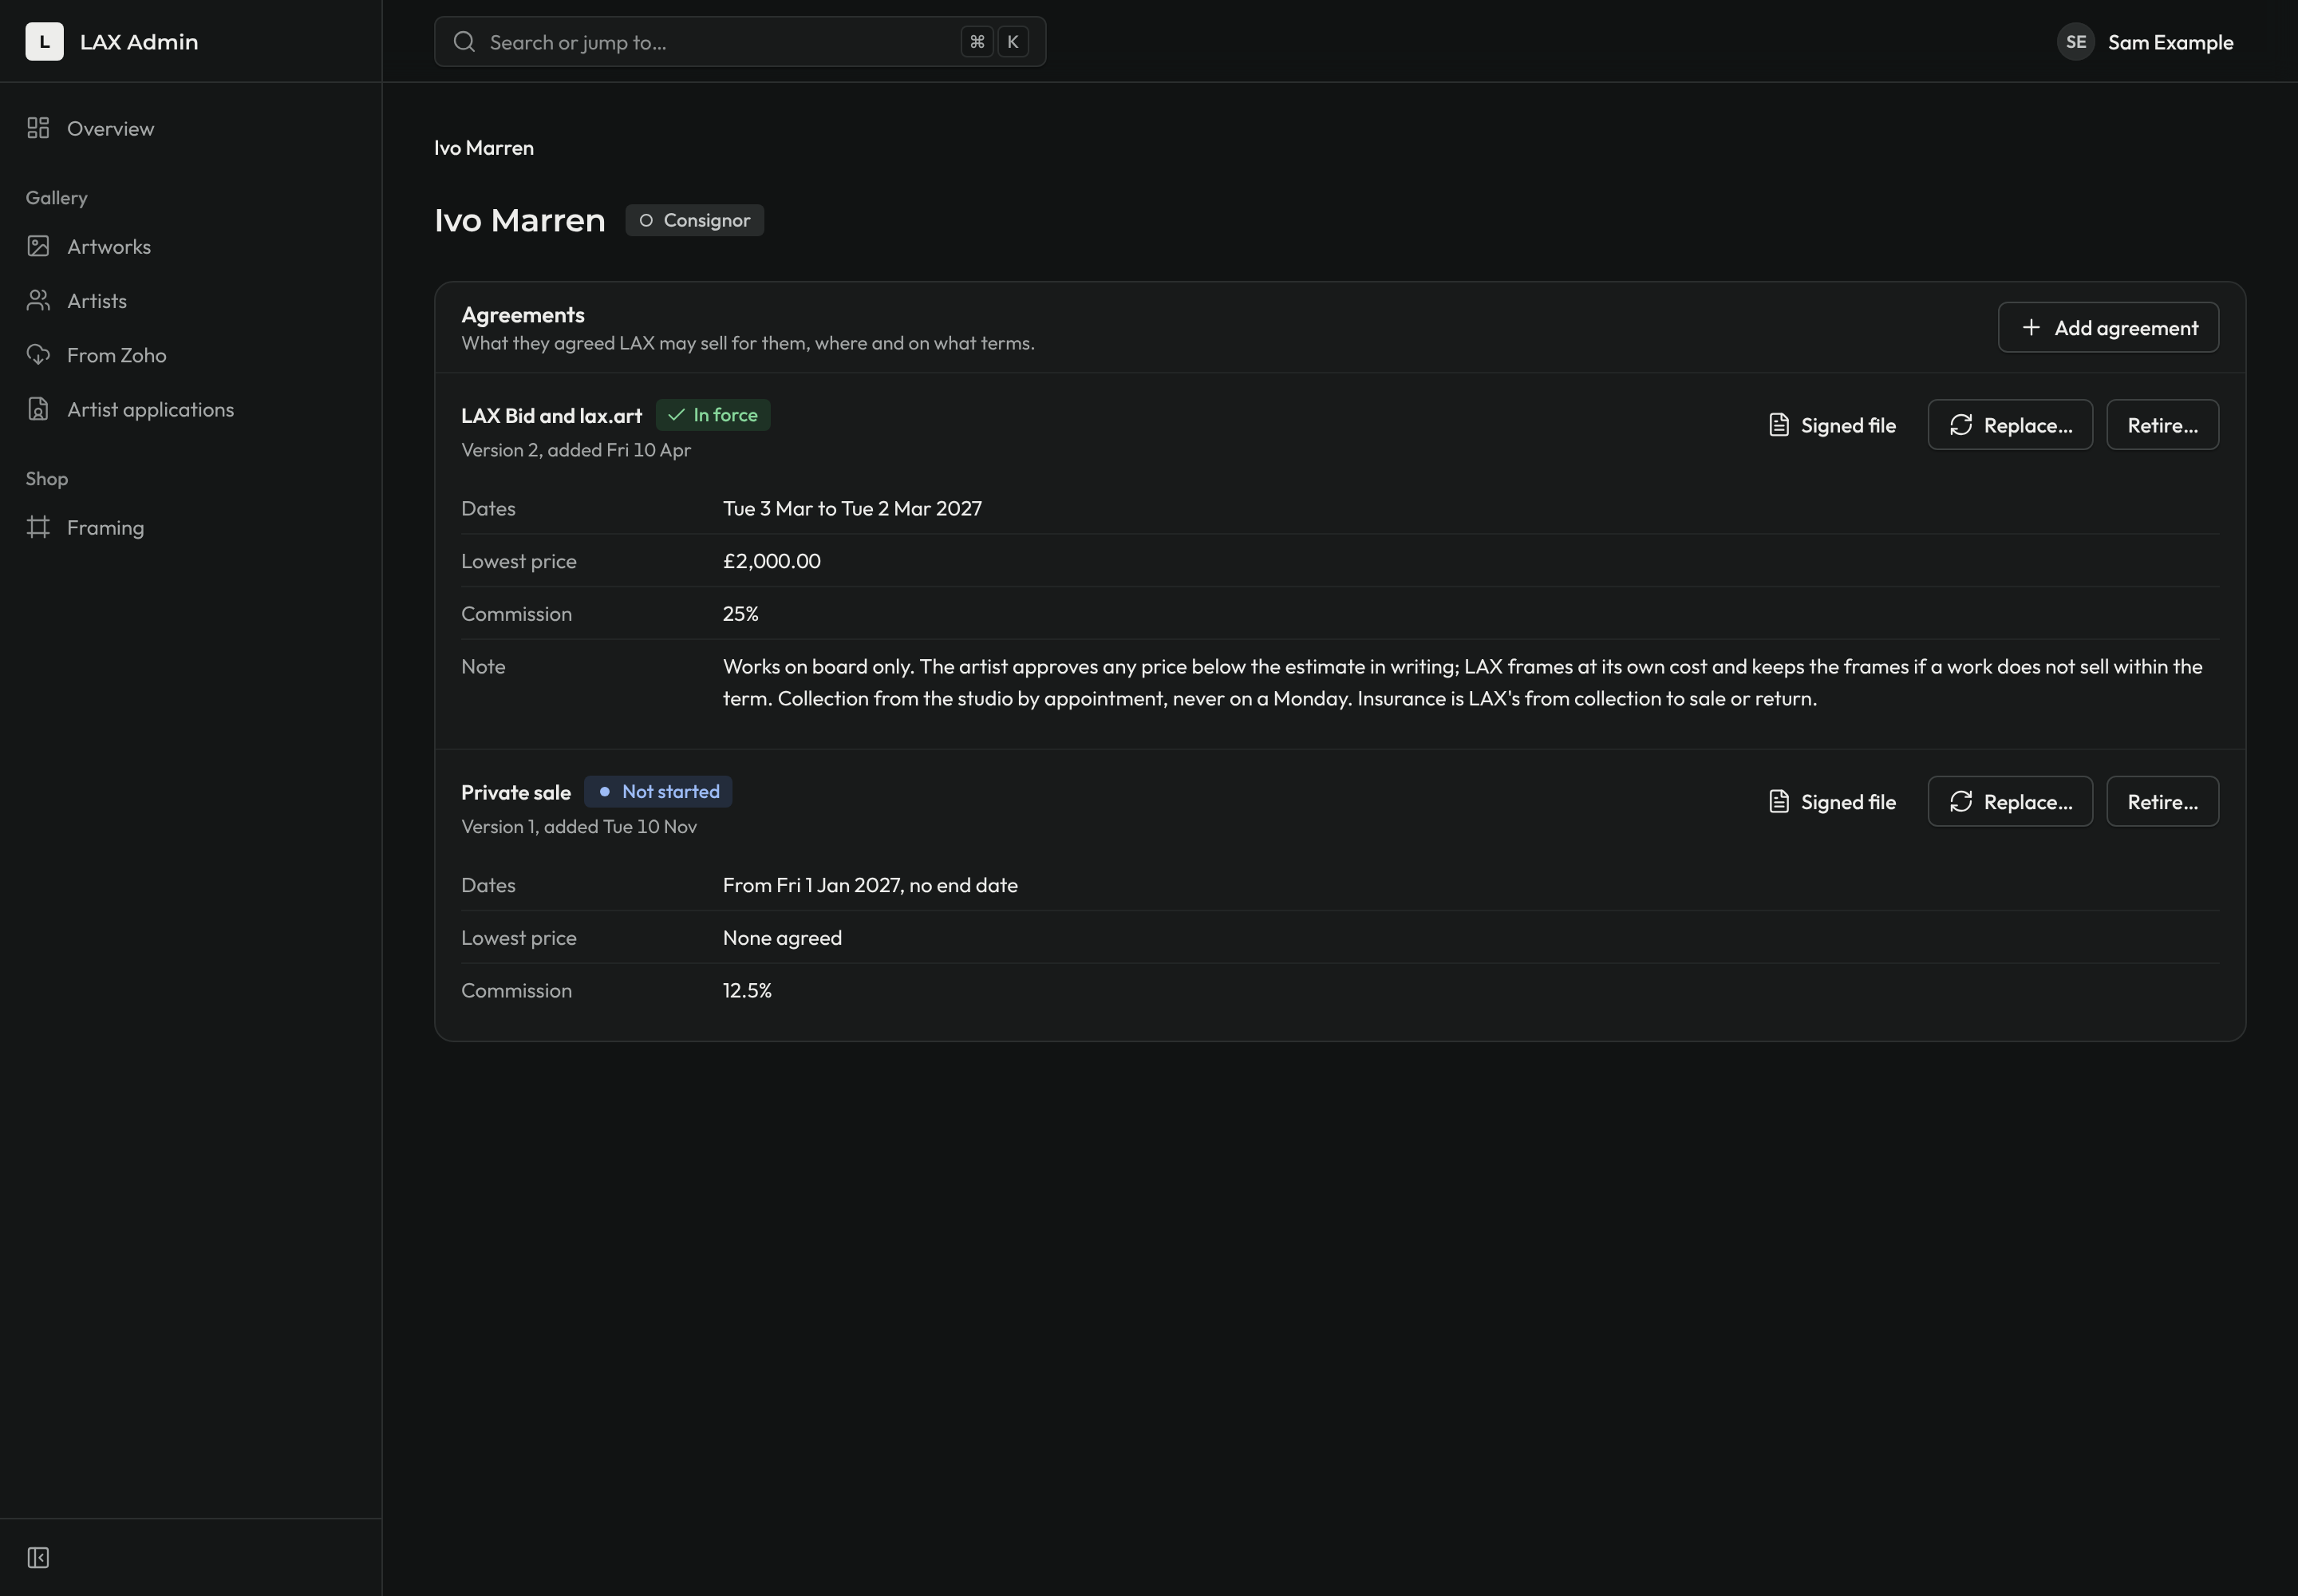 L LAX Admin
Search or jump to... ⌘ K
SE Sam Example
Overview
Gallery
Artworks
Artists
From Zoho
Artist applications
Shop
Framing
Ivo Marren
Ivo Marren Consignor
Agreements
What they agreed LAX may sell for them, where and on what terms.
Add agreement
LAX Bid and lax.art In force
Version 2, added Fri 10 Apr
Signed file Replace... Retire...
Dates Tue 3 Mar to Tue 2 Mar 2027
Lowest price £2,000.00
Commission 25%
Note Works on board only. The artist approves any price below the estimate in writing; LAX frames at its own cost and keeps the frames if a work does not sell within the
term. Collection from the studio by appointment, never on a Monday. Insurance is LAX's from collection to sale or return.
Private sale Not started
Version 1, added Tue 10 Nov
Signed file Replace... Retire...
Dates From Fri 1 Jan 2027, no end date
Lowest price None agreed
Commission 12.5%